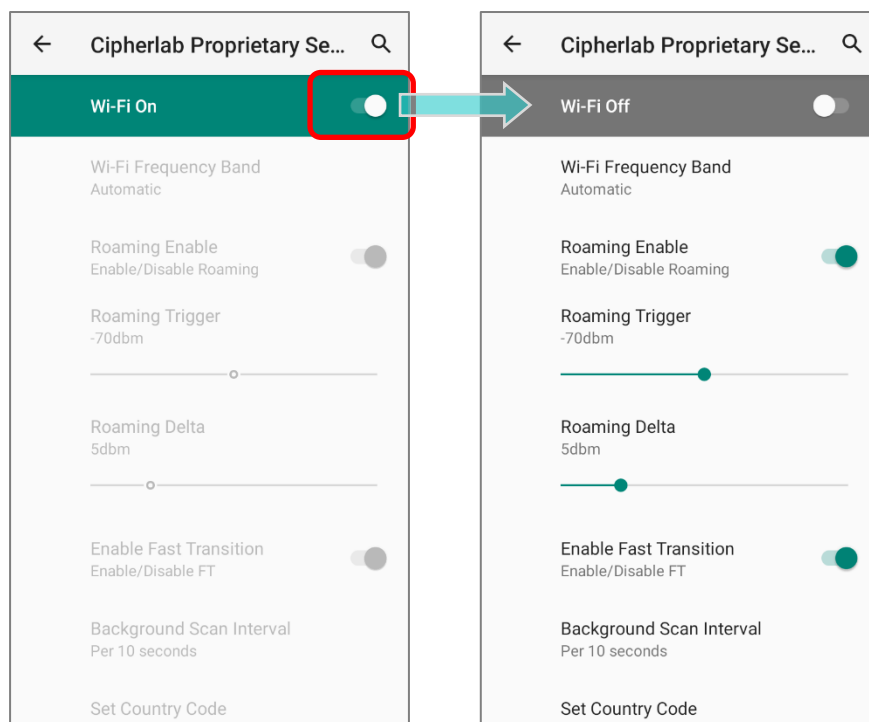 Cipherlab Proprietary Se...
Wi-Fi On
Wi-Fi Frequency Band
Automatic
Roaming Enable
Enable/Disable Roaming
Roaming Trigger
-70dbm
Roaming Delta
5dbm
Enable Fast Transition
Enable/Disable FT
Background Scan Interval
Per 10 seconds
Set Country Code
Cipherlab Proprietary Se...
Wi-Fi Off
Wi-Fi Frequency Band
Automatic
Roaming Enable
Enable/Disable Roaming
Roaming Trigger
-70dbm
Roaming Delta
5dbm
Enable Fast Transition
Enable/Disable FT
Background Scan Interval
Per 10 seconds
Set Country Code